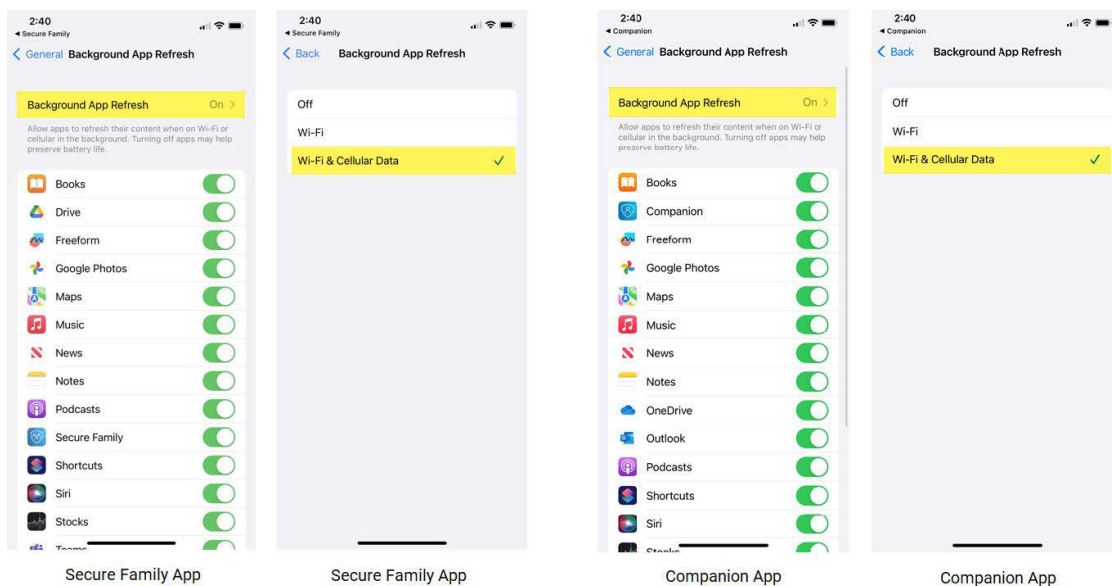 2:40
Secure Family
General Background App Refresh
Background App Refresh On
Allow apps to refresh their content when on Wi-Fi or
cellular in the background. Turning off apps may help
preserve battery life.
Books
Drive
Freeform
Google Photos
Maps
Music
News
Notes
Podcasts
Secure Family
Shortcuts
Siri
Stocks
Teams
Secure Family App
2:40
Secure Family
Back Background App Refresh
Off
Wi-Fi
Wi-Fi & Cellular Data
Secure Family App
2:40
Companion
General Background App Refresh
Background App Refresh On
Allow apps to refresh their content when on Wi-Fi or
cellular in the background. Turning off apps may help
preserve battery life.
Books
Companion
Freeform
Google Photos
Maps
Music
News
Notes
OneDrive
Outlook
Podcasts
Shortcuts
Siri
Stocks
Companion App
2:40
Companion
Back Background App Refresh
Off
Wi-Fi
Wi-Fi & Cellular Data
Companion App